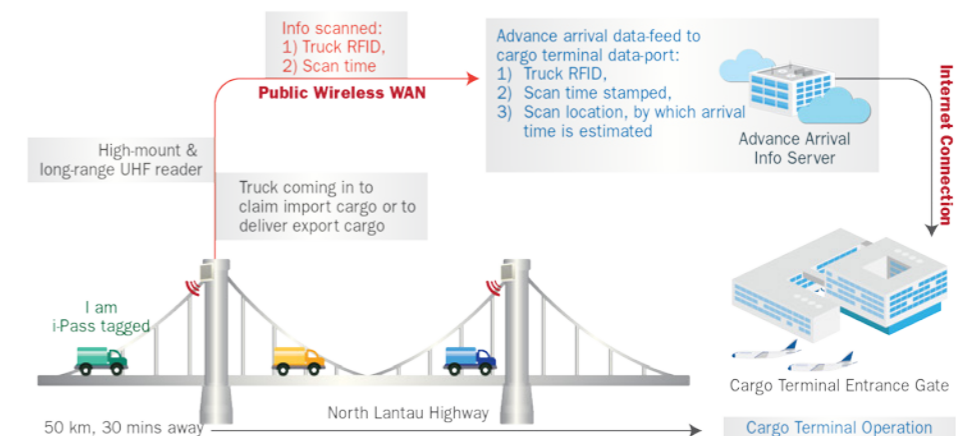 Info scanned:
1) Truck RFID,
2) Scan time
Public Wireless WAN
Advance arrival data-feed to
cargo terminal data-port:
1) Truck RFID,
2) Scan time stamped,
3) Scan location, by which arrival
time is estimated
Advance Arrival
Info Server
Internet Connection
High-mount &
long-range UHF reader
Truck coming in to
claim import cargo or to
deliver export cargo
I am
i-Pass tagged
Cargo Terminal Entrance Gate
North Lantau Highway
50 km, 30 mins away
Cargo Terminal Operation